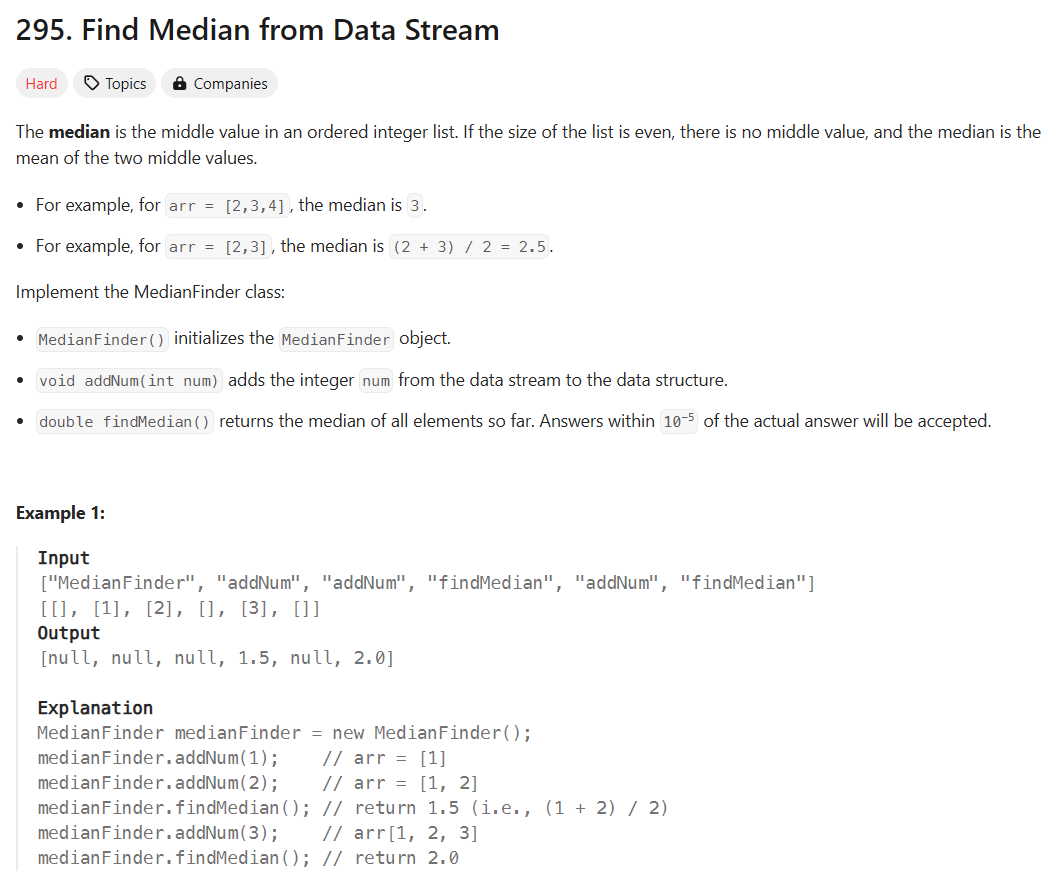 295. Find Median from Data Stream
Hard Topics Companies
The median is the middle value in an ordered integer list. If the size of the list is even, there is no middle value, and the median is the
mean of the two middle values.
• For example, for arr = [2,3,4], the median is 3.
• For example, for arr = [2,3], the median is (2 + 3) / 2 = 2.5.
Implement the MedianFinder class:
• MedianFinder() initializes the MedianFinder object.
• void addNum(int num) adds the integer num from the data stream to the data structure.
• double findMedian() returns the median of all elements so far. Answers within 10⁻⁵ of the actual answer will be accepted.
Example 1:
Input
["MedianFinder", "addNum", "addNum", "findMedian", "addNum", "findMedian"]
[[], [1], [2], [], [3], []]
Output
[null, null, null, 1.5, null, 2.0]
Explanation
MedianFinder medianFinder = new MedianFinder();
medianFinder.addNum(1);    // arr = [1]
medianFinder.addNum(2);    // arr = [1, 2]
medianFinder.findMedian(); // return 1.5 (i.e., (1 + 2) / 2)
medianFinder.addNum(3);    // arr[1, 2, 3]
medianFinder.findMedian(); // return 2.0